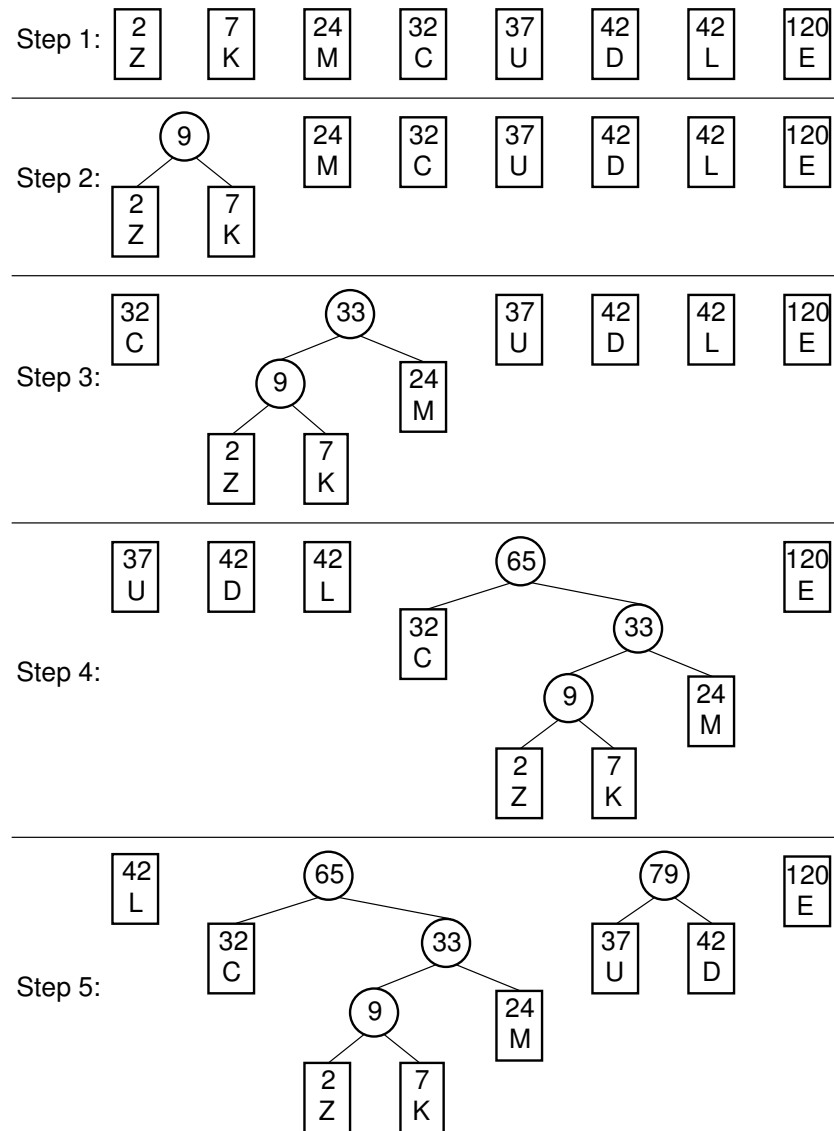 Step 1:
2 7 24 32 37 42 42 120
Z K M C U D L E
Step 2:
9
24 32 37 42 42 120
M C U D L E
2 7
Z K
Step 3:
32 33 37 42 42 120
C U D L E
9 24
M
2 7
Z K
Step 4:
37 42 42 65 120
U D L E
32 33
C
9 24
M
2 7
Z K
Step 5:
42 65 79 120
L E
32 33 37 42
C U D
9 24
M
2 7
Z K